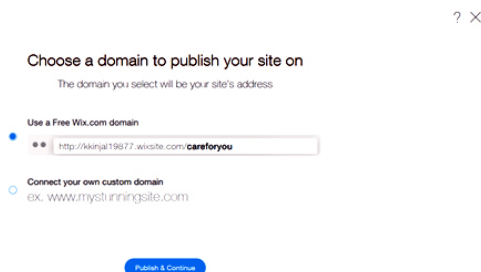 ?
Choose a domain to publish your site on
The domain you select will be your site's address
Use a Free Wix.com domain
http://kkinjal19877.wixsite.com/careforyou
Connect your own custom domain
ex. www.mystunningsite.com
Publish & Continue